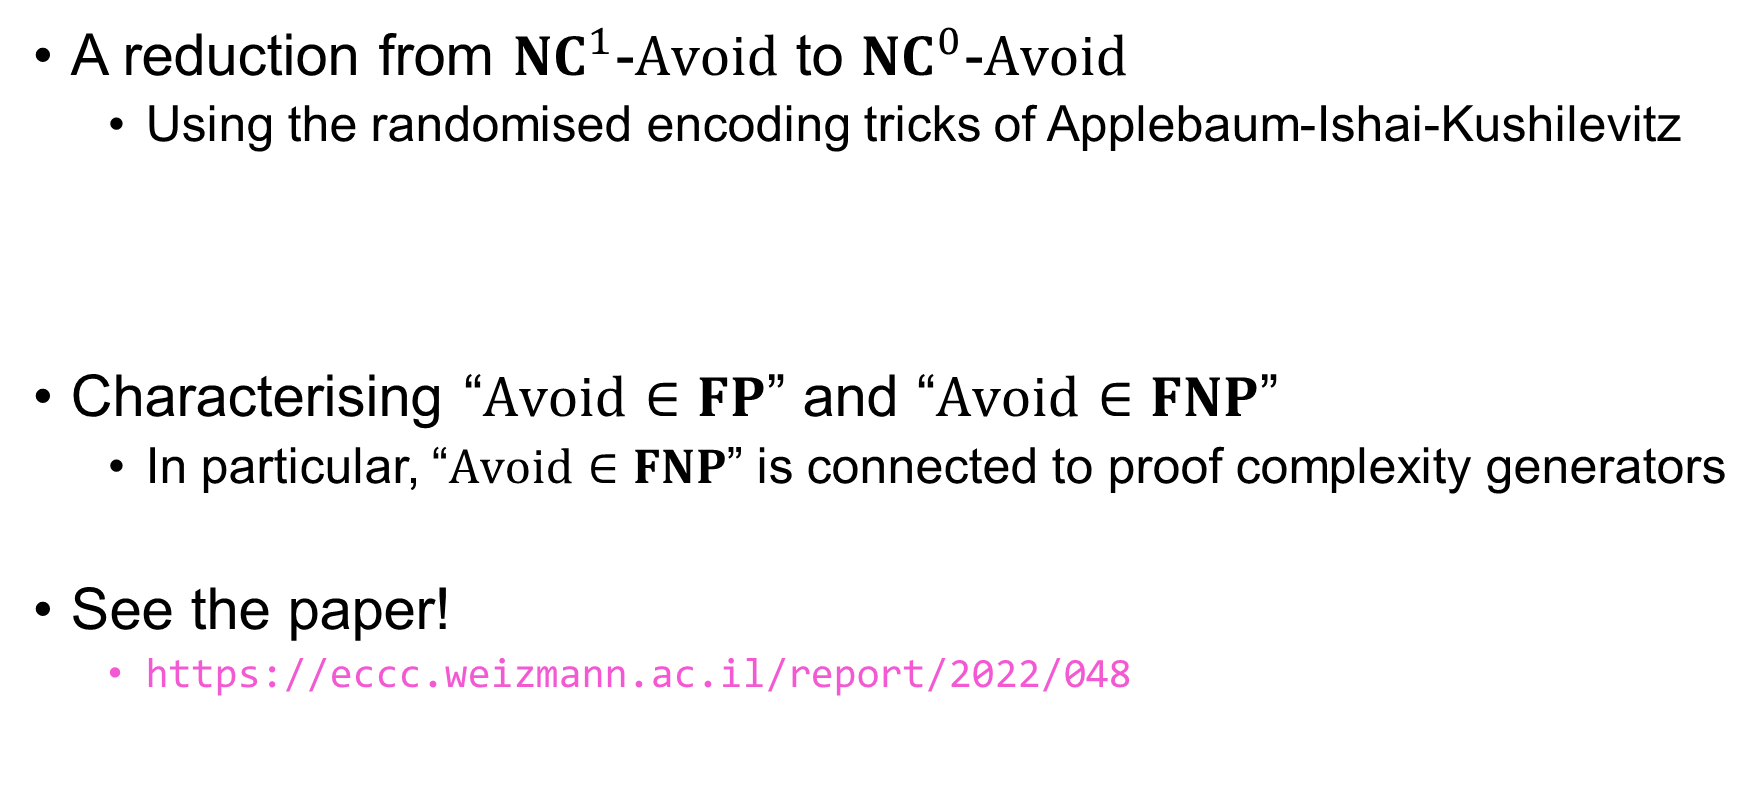 • A reduction from NC¹-Avoid to NC⁰-Avoid
• Using the randomised encoding tricks of Applebaum-Ishai-Kushilevitz
• Characterising “Avoid ∈ FP” and “Avoid ∈ FNP”
• In particular, “Avoid ∈ FNP” is connected to proof complexity generators
• See the paper!
• https://eccc.weizmann.ac.il/report/2022/048